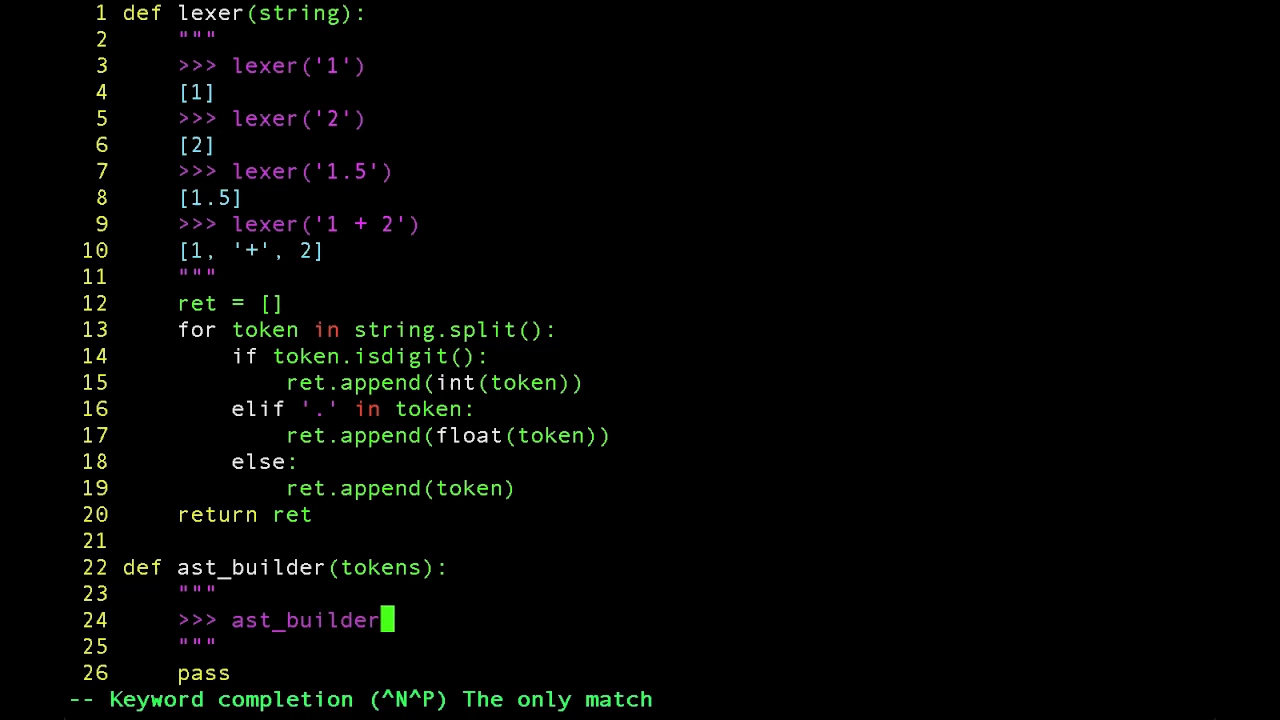 1 def lexer(string):
2     """
3     >>> lexer('1')
4     [1]
5     >>> lexer('2')
6     [2]
7     >>> lexer('1.5')
8     [1.5]
9     >>> lexer('1 + 2')
10     [1, '+', 2]
11     """
12     ret = []
13     for token in string.split():
14         if token.isdigit():
15             ret.append(int(token))
16         elif '.' in token:
17             ret.append(float(token))
18         else:
19             ret.append(token)
20     return ret
21
22 def ast_builder(tokens):
23     """
24     >>> ast_builder
25     """
26     pass
-- Keyword completion (^N^P) The only match